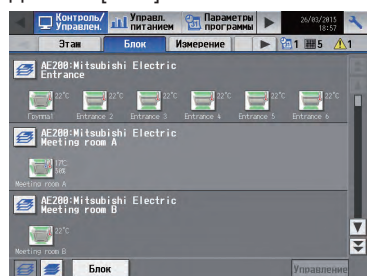 Контроль/
Управлен.
Управл.
питанием
Параметры
программы
26/03/2015
18:57
Этаж
Блок
Измерение
1
5
1
AE200:Mitsubishi Electric
Entrance
22°C
22°C
22°C
22°C
22°C
22°C
Группа1
Entrance 2
Entrance 3
Entrance 4
Entrance 5
Entrance 6
AE200:Mitsubishi Electric
Meeting room A
17°C
50%
Meeting room A
AE200:Mitsubishi Electric
Meeting room B
22°C
Meeting room B
Блок
Управление